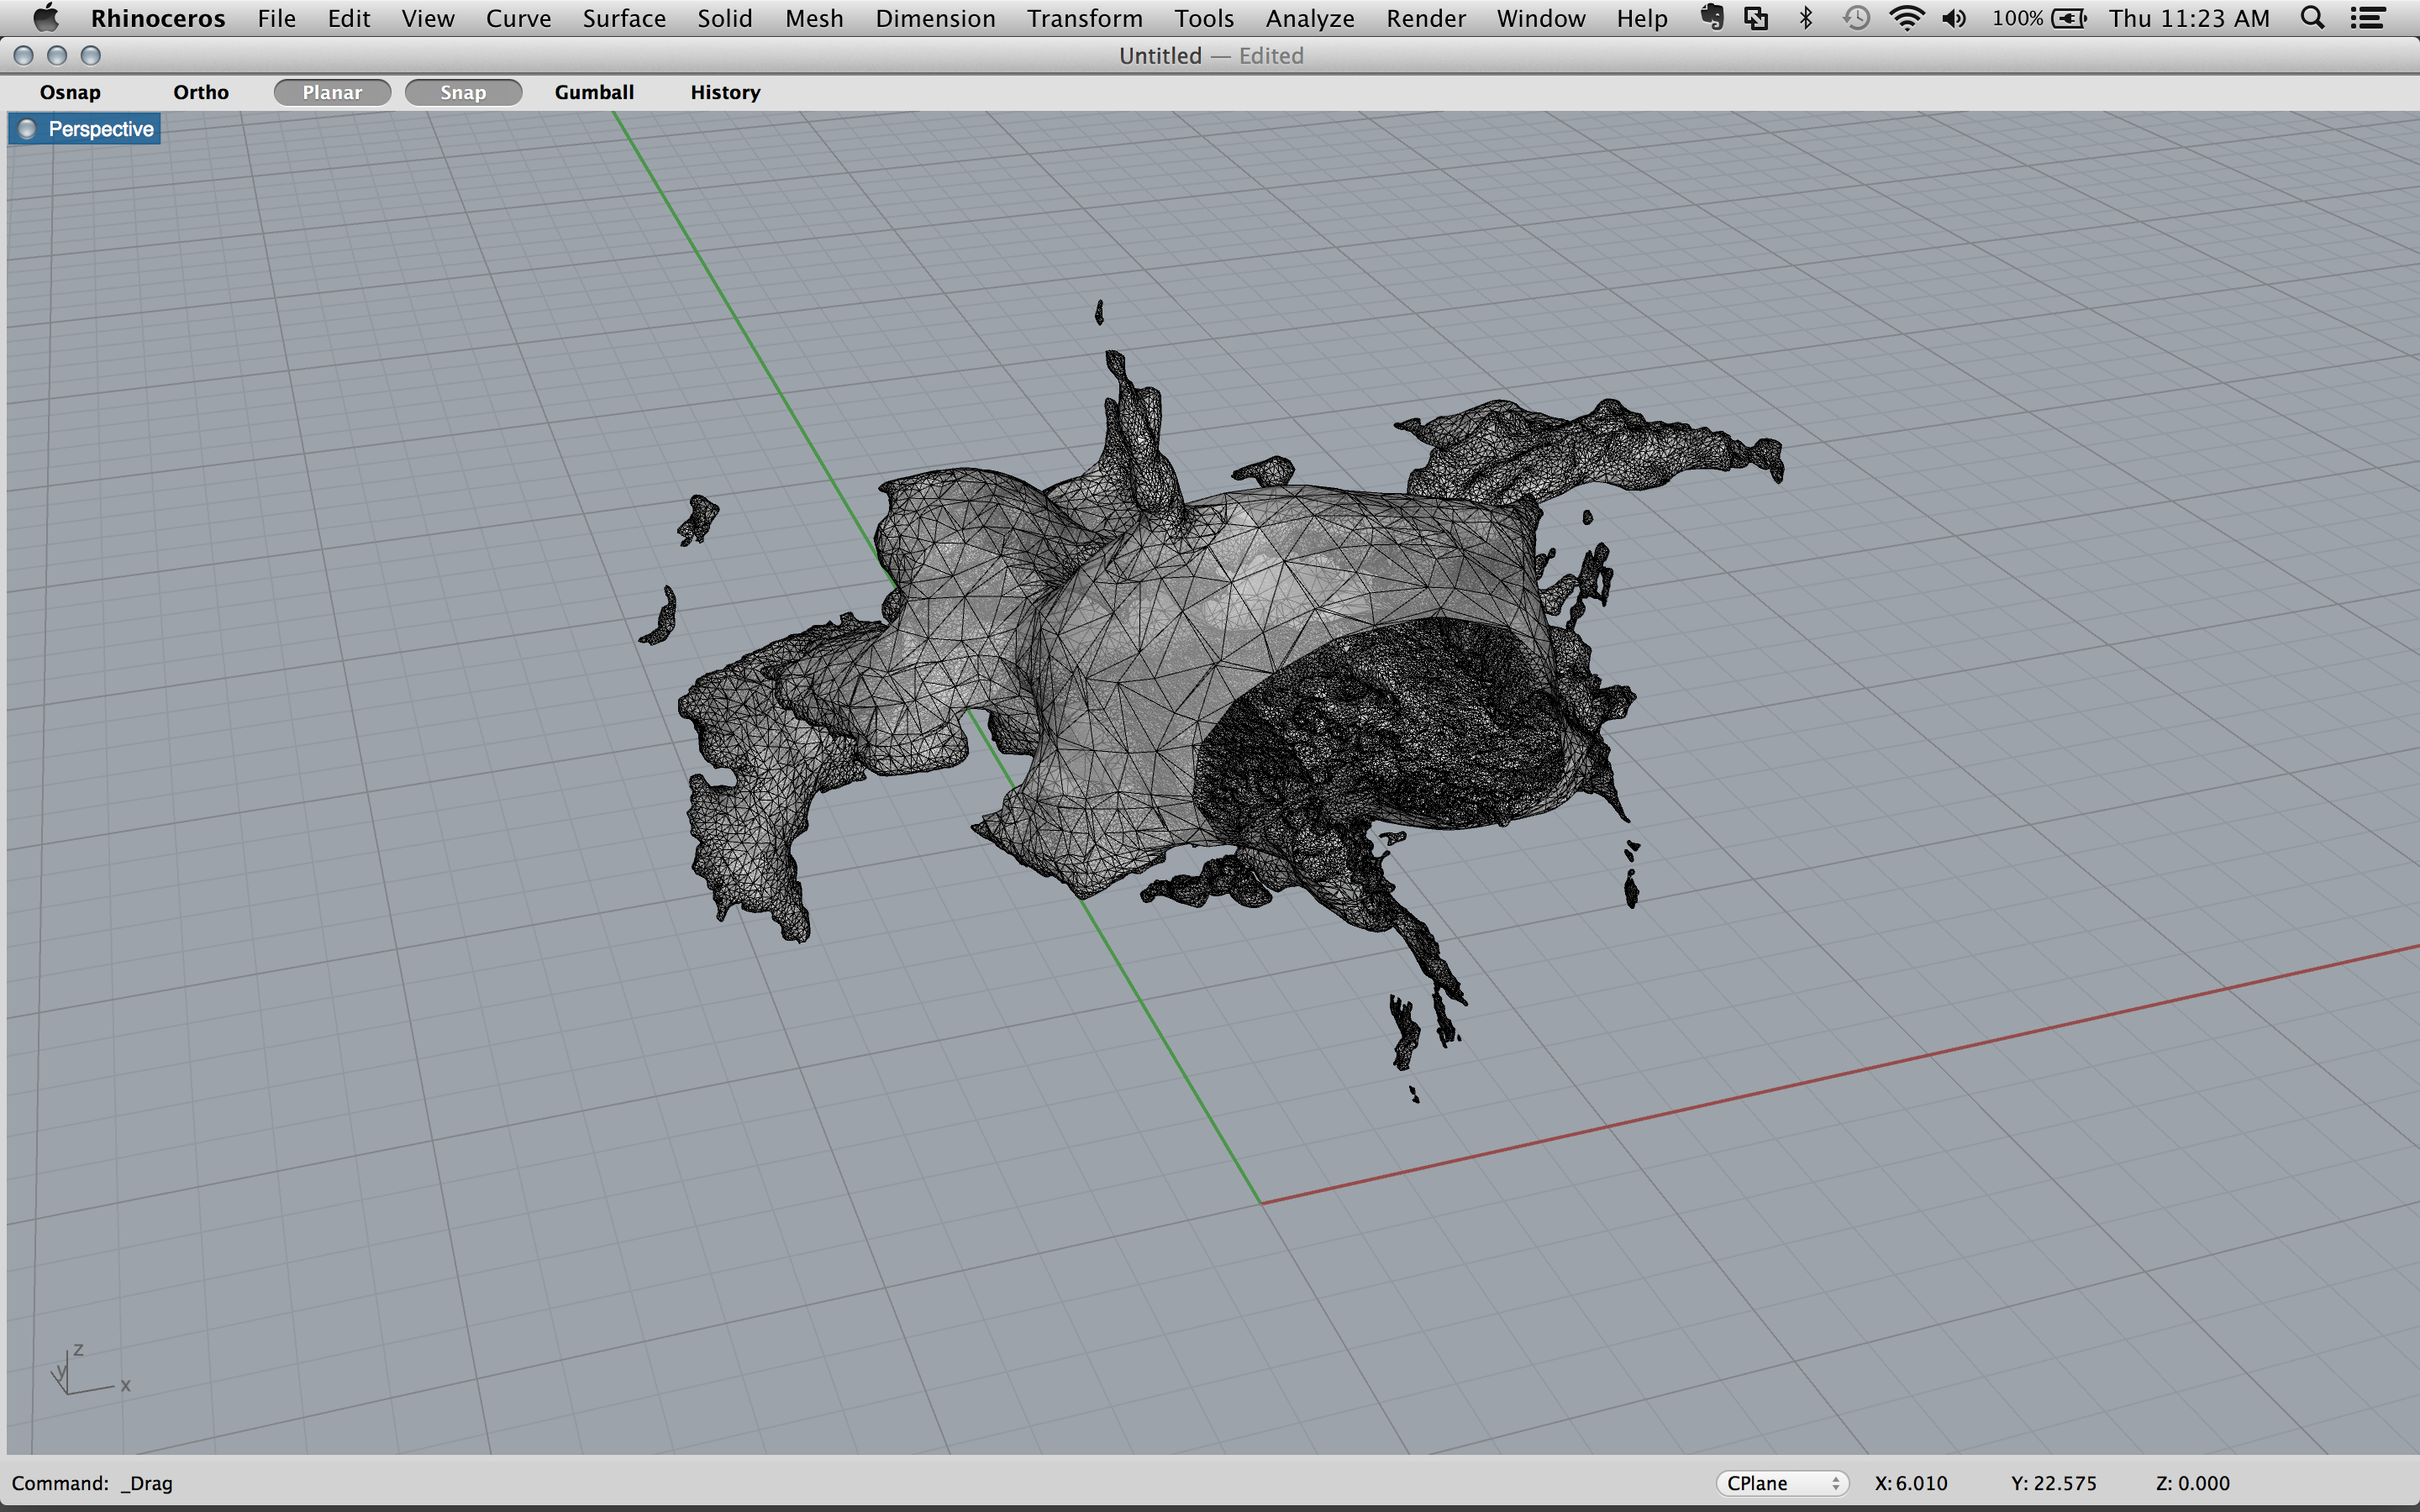 Rhinoceros File Edit View Curve Surface Solid Mesh Dimension Transform Tools Analyze Render Window Help 100% Thu 11:23 AM
Untitled — Edited
Osnap Ortho Planar Snap Gumball History
Perspective
z
y
x
Command: _Drag CPlane X: 6.010 Y: 22.575 Z: 0.000